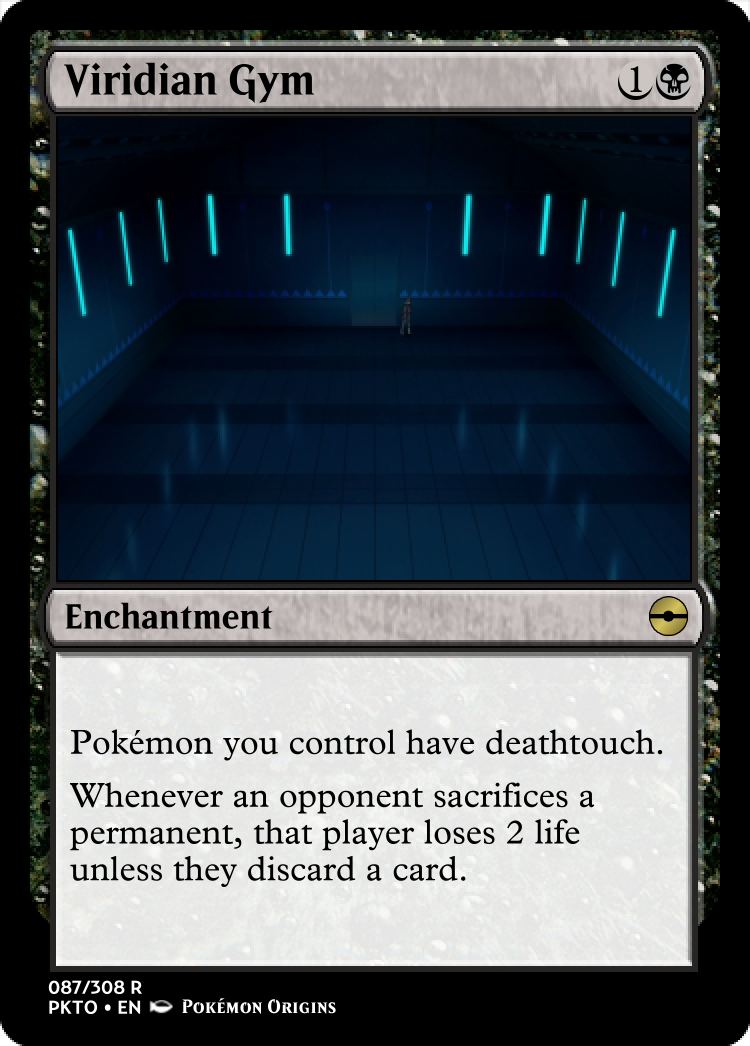 Viridian Gym 1
Enchantment
Pokémon you control have deathtouch.
Whenever an opponent sacrifices a
permanent, that player loses 2 life
unless they discard a card.
087/308 R
PKTO • EN Pokémon Origins